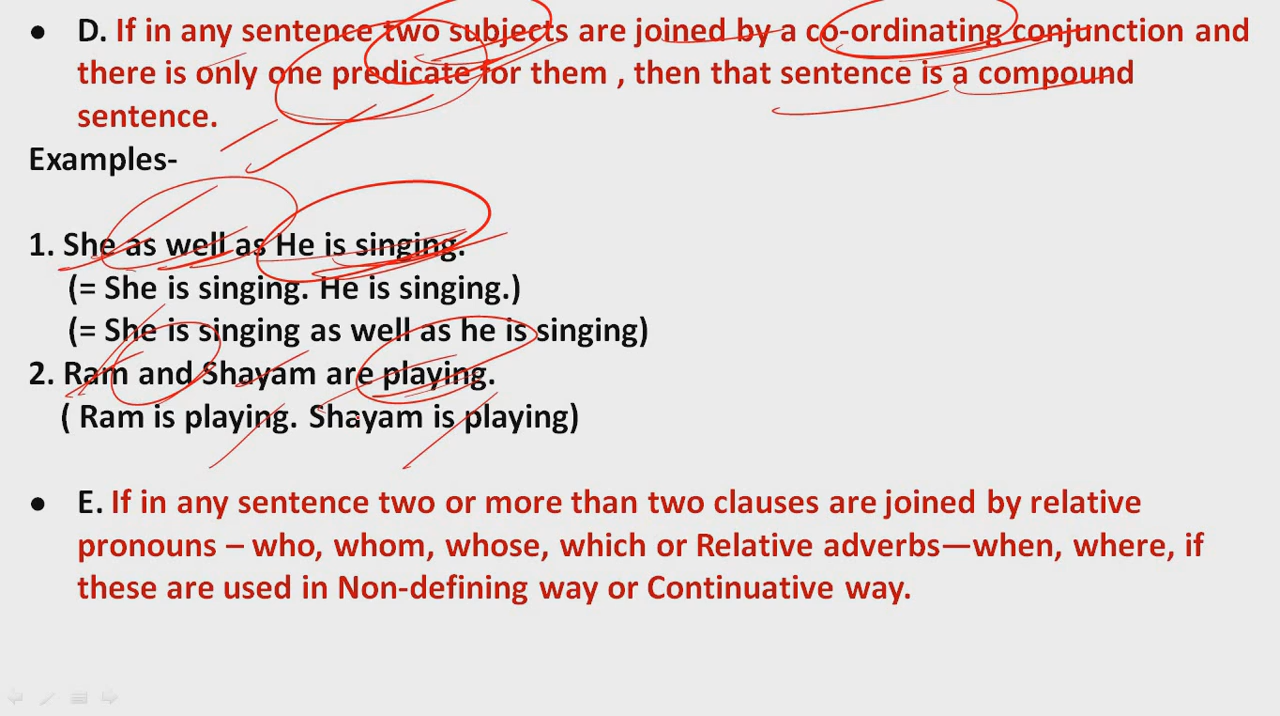 • D. If in any sentence two subjects are joined by a co-ordinating conjunction and
there is only one predicate for them , then that sentence is a compound
sentence.
Examples-
1. She as well as He is singing.
(= She is singing. He is singing.)
(= She is singing as well as he is singing)
2. Ram and Shayam are playing.
( Ram is playing. Shayam is playing)
• E. If in any sentence two or more than two clauses are joined by relative
pronouns – who, whom, whose, which or Relative adverbs—when, where, if
these are used in Non-defining way or Continuative way.